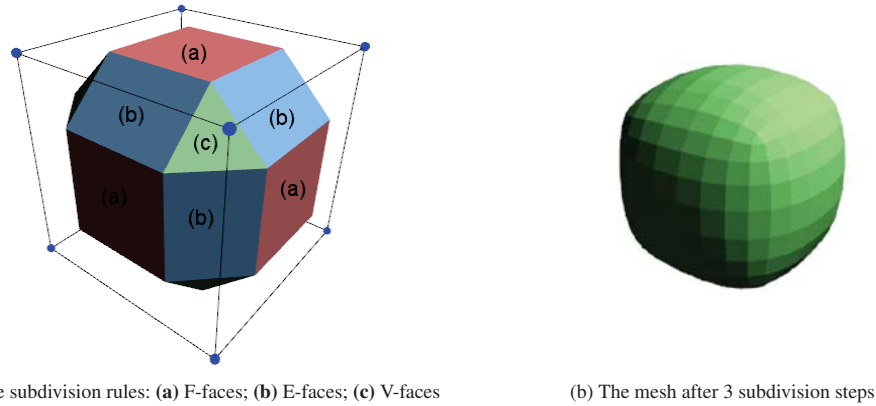 (a)
(b)
(b)
(c)
(a)
(a)
(b)
e subdivision rules: (a) F-faces; (b) E-faces; (c) V-faces
(b) The mesh after 3 subdivision steps